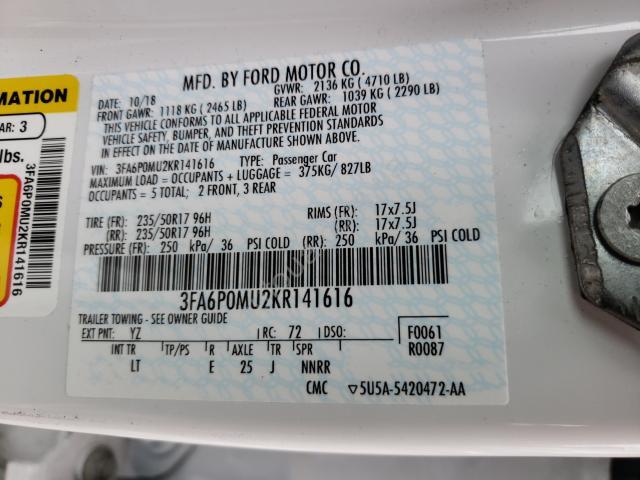 MFD. BY FORD MOTOR CO.
DATE: 10/18 GVWR: 2136 KG ( 4710 LB)
FRONT GAWR: 1118 KG ( 2465 LB) REAR GAWR: 1039 KG ( 2290 LB)
THIS VEHICLE CONFORMS TO ALL APPLICABLE FEDERAL MOTOR
VEHICLE SAFETY, BUMPER, AND THEFT PREVENTION STANDARDS
IN EFFECT ON THE DATE OF MANUFACTURE SHOWN ABOVE.
VIN: 3FA6P0MU2KR141616 TYPE: Passenger Car
MAXIMUM LOAD = OCCUPANTS + LUGGAGE = 375KG/ 827LB
OCCUPANTS = 5 TOTAL; 2 FRONT, 3 REAR
TIRE (FR): 235/50R17 96H RIMS (FR): 17x7.5J
(RR): 235/50R17 96H (RR): 17x7.5J
PRESSURE (FR): 250 kPa/ 36 PSI COLD (RR): 250 kPa/ 36 PSI COLD
3FA6P0MU2KR141616
TRAILER TOWING - SEE OWNER GUIDE
EXT PNT: YZ RC: 72 DSO: F0061
INT TR TP/PS R AXLE TR SPR R0087
LT E 25 J NNRR
CMC 5U5A-5420472-AA
MATION
AR: 3
lbs.
3FA6P0MU2KR141616